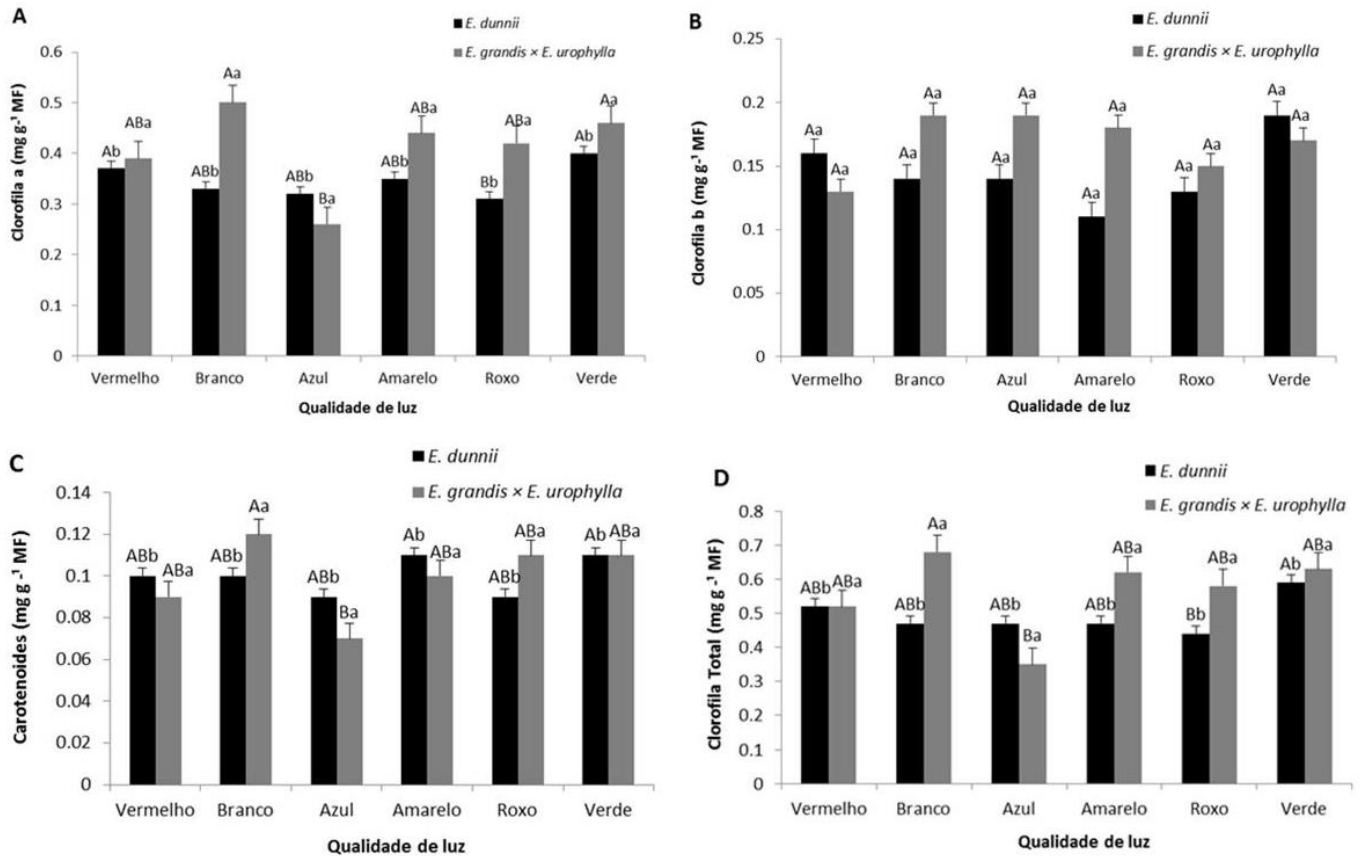 A
E. dunnii
E. grandis × E. urophylla
Clorofila a (mg g-¹ MF)
0.6
0.5
0.4
0.3
0.2
0.1
0
Ab ABa ABb Aa ABb Ba ABb ABa Bb ABa Ab Aa
Vermelho Branco Azul Amarelo Roxo Verde
Qualidade de luz
B
E. dunnii
E. grandis × E. urophylla
Clorofila b (mg g-¹ MF)
0.25
0.2
0.15
0.1
0.05
0
Aa Aa Aa Aa Aa Aa Aa Aa Aa Aa Aa Aa
Vermelho Branco Azul Amarelo Roxo Verde
Qualidade de luz
C
E. dunnii
E. grandis × E. urophylla
Carotenoides (mg g -¹ MF)
0.14
0.12
0.1
0.08
0.06
0.04
0.02
0
ABb ABa ABb Aa ABb Ba Ab ABa ABb ABa Ab ABa
Vermelho Branco Azul Amarelo Roxo Verde
Qualidade de luz
D
E. dunnii
E. grandis × E. urophylla
Clorofila Total (mg g -¹ MF)
0.8
0.7
0.6
0.5
0.4
0.3
0.2
0.1
0
ABb ABa ABb Aa ABb Ba ABb ABa Bb ABa Ab ABa
Vermelho Branco Azul Amarelo Roxo Verde
Qualidade de luz